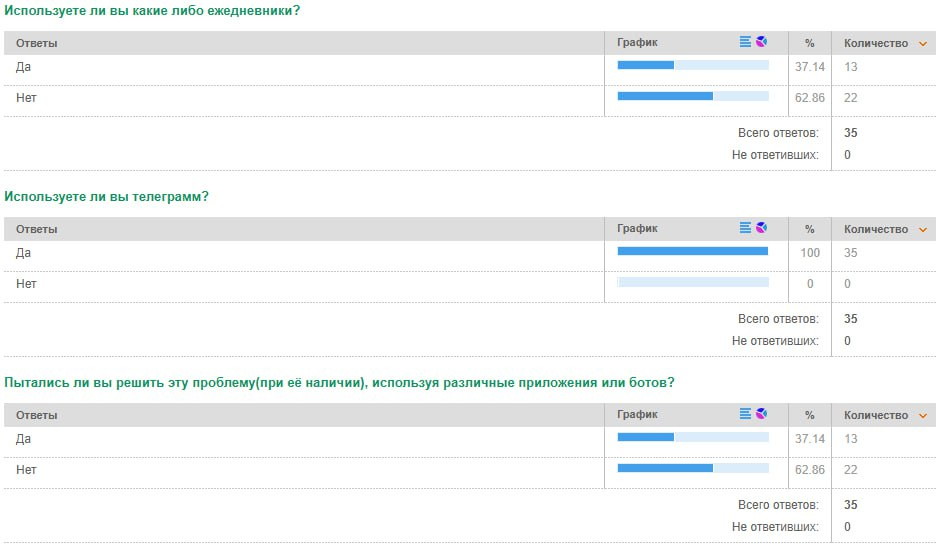 Используете ли вы какие либо ежедневники?
Ответы График % Количество
Да 37.14 13
Нет 62.86 22
Всего ответов: 35
Не ответивших: 0
Используете ли вы телеграмм?
Ответы График % Количество
Да 100 35
Нет 0 0
Всего ответов: 35
Не ответивших: 0
Пытались ли вы решить эту проблему(при её наличии), используя различные приложения или ботов?
Ответы График % Количество
Да 37.14 13
Нет 62.86 22
Всего ответов: 35
Не ответивших: 0